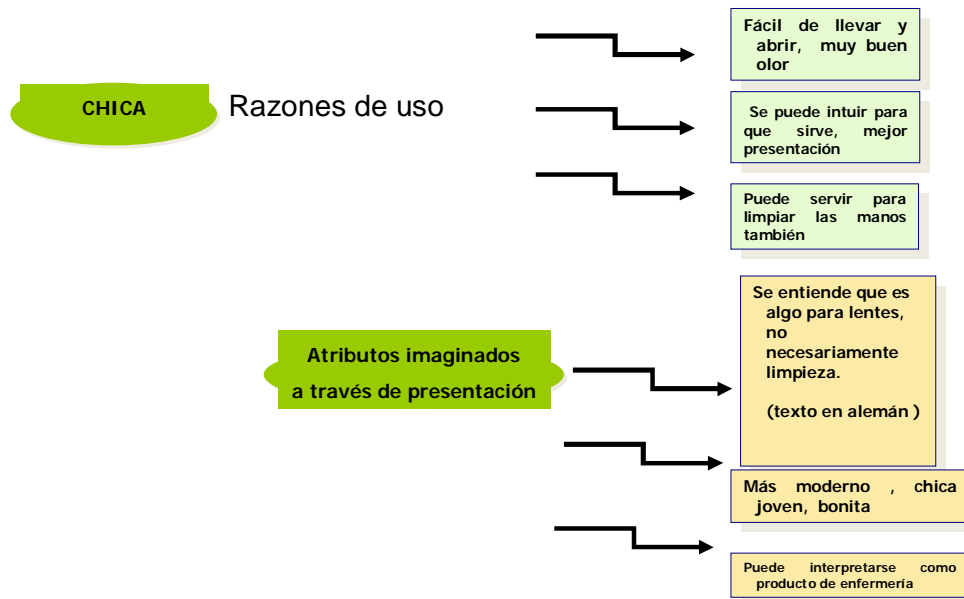 CHICA
Razones de uso
Fácil de llevar y
abrir, muy buen
olor
Se puede intuir para
que sirve, mejor
presentación
Puede servir para
limpiar las manos
también
Atributos imaginados
a través de presentación
Se entiende que es
algo para lentes,
no
necesariamente
limpieza.
(texto en alemán )
Más moderno , chica
joven, bonita
Puede interpretarse como
producto de enfermería